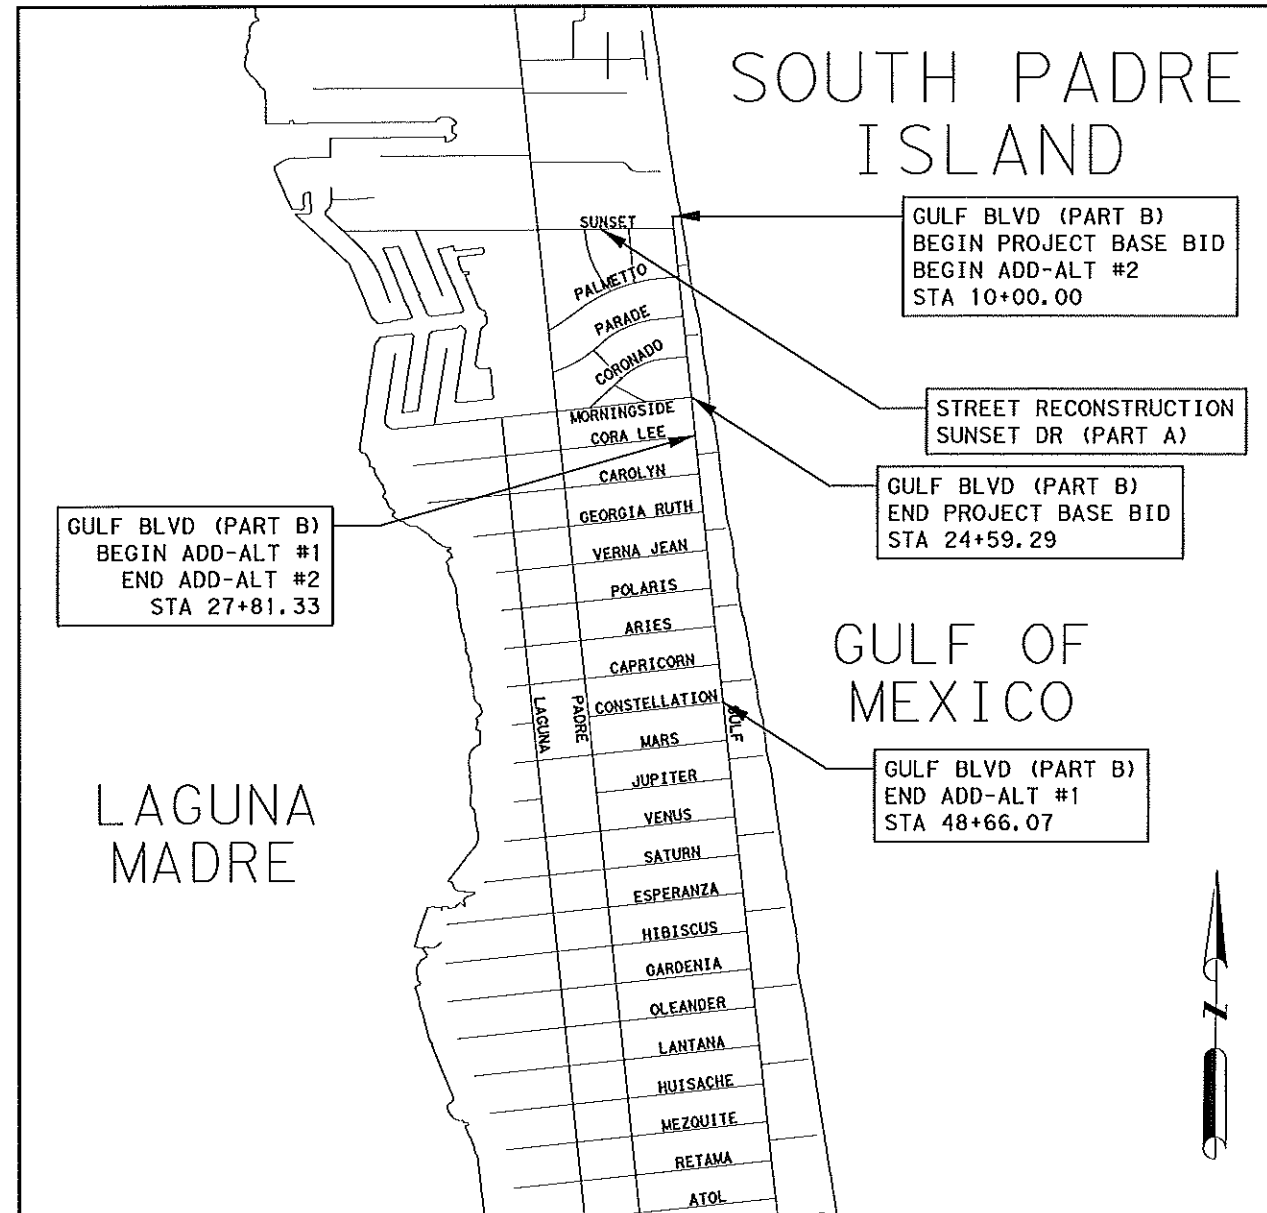 SOUTH PADRE
ISLAND
GULF BLVD (PART B)
BEGIN PROJECT BASE BID
BEGIN ADD-ALT #2
STA 10+00.00
SUNSET
PALMETTO
PARADE
CORONADO
STREET RECONSTRUCTION
SUNSET DR (PART A)
MORNINGSIDE
CORA LEE
CAROLYN
GULF BLVD (PART B)
END PROJECT BASE BID
STA 24+59.29
GULF BLVD (PART B)
BEGIN ADD-ALT #1
END ADD-ALT #2
STA 27+81.33
GEORGIA RUTH
VERNA JEAN
POLARIS
ARIES
CAPRICORN
GULF OF
MEXICO
CONSTELLATION
LAGUNA
PADRE
GULF
MARS
JUPITER
GULF BLVD (PART B)
END ADD-ALT #1
STA 48+66.07
LAGUNA
MADRE
VENUS
SATURN
ESPERANZA
HIBISCUS
GARDENIA
OLEANDER
LANTANA
HUISACHE
MEZQUITE
RETAMA
ATOL
N